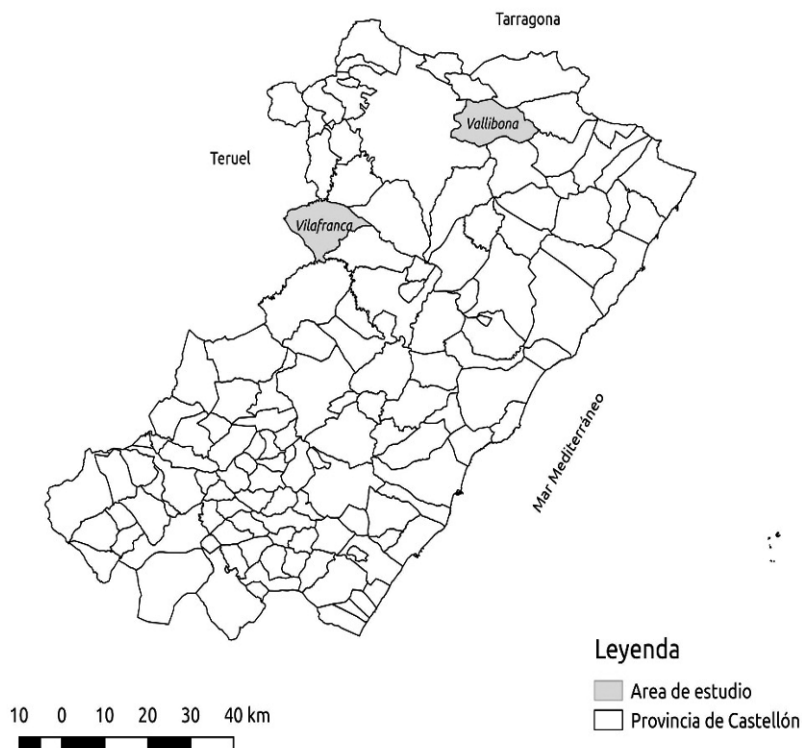 Tarragona
Vallibona
Teruel
Vilafranca
Mar Mediterráneo
Leyenda
Area de estudio
Provincia de Castellón
10 0 10 20 30 40 km